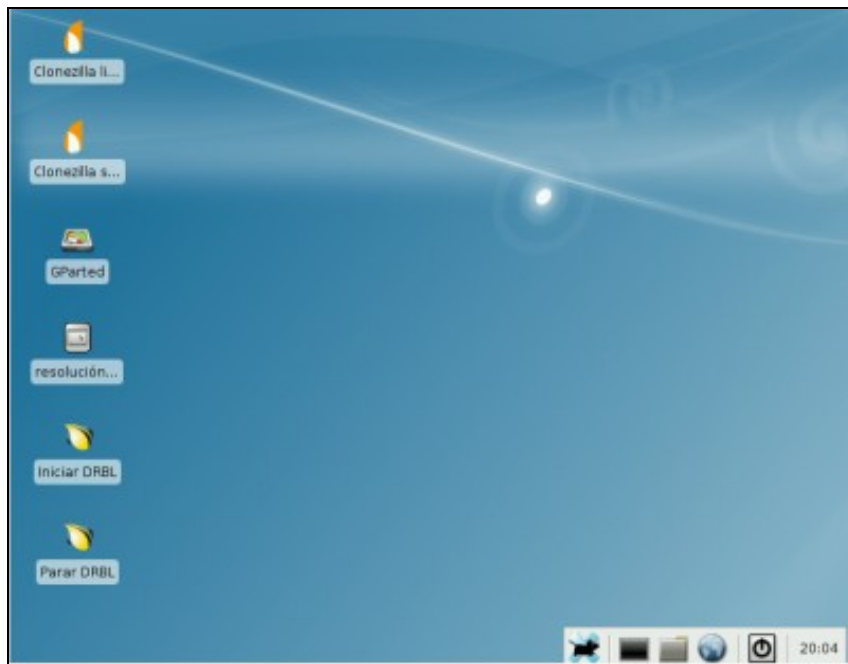 Clonezilla li...
Clonezilla s...
GParted
resolución...
Iniciar DRBL
Parar DRBL
20:04